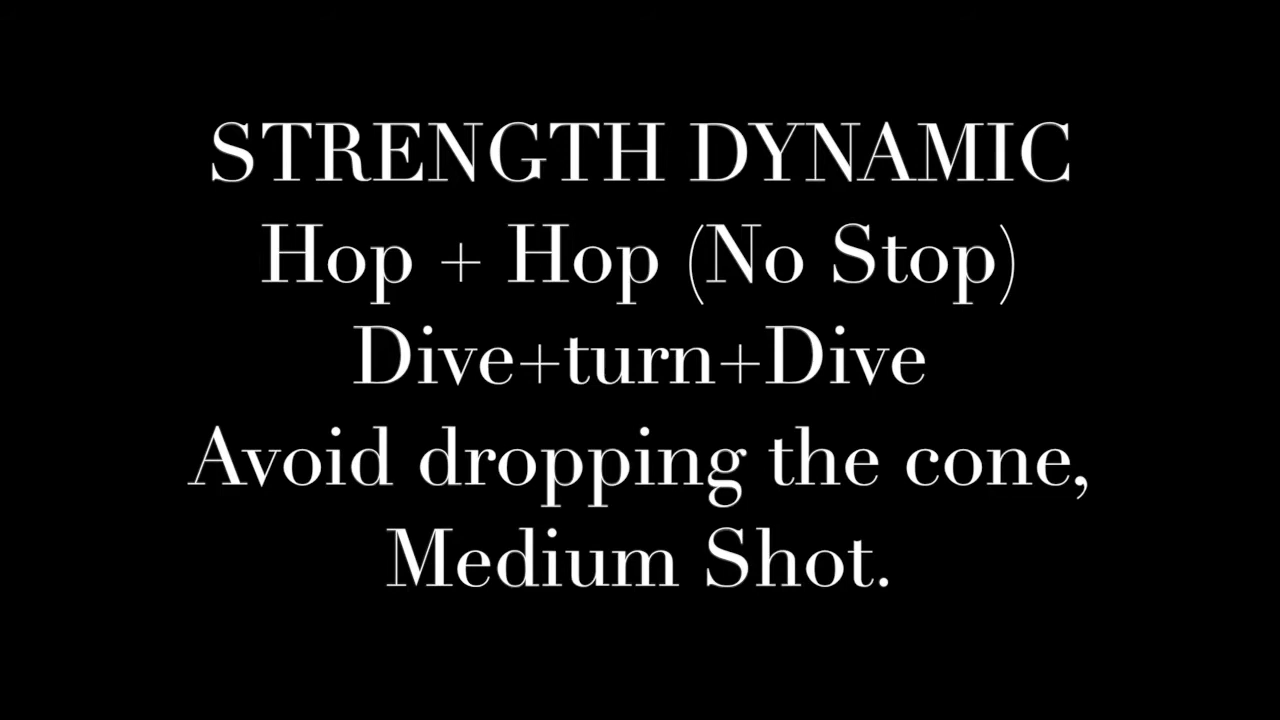 STRENGTH DYNAMIC
Hop + Hop (No Stop)
Dive+turn+Dive
Avoid dropping the cone,
Medium Shot.